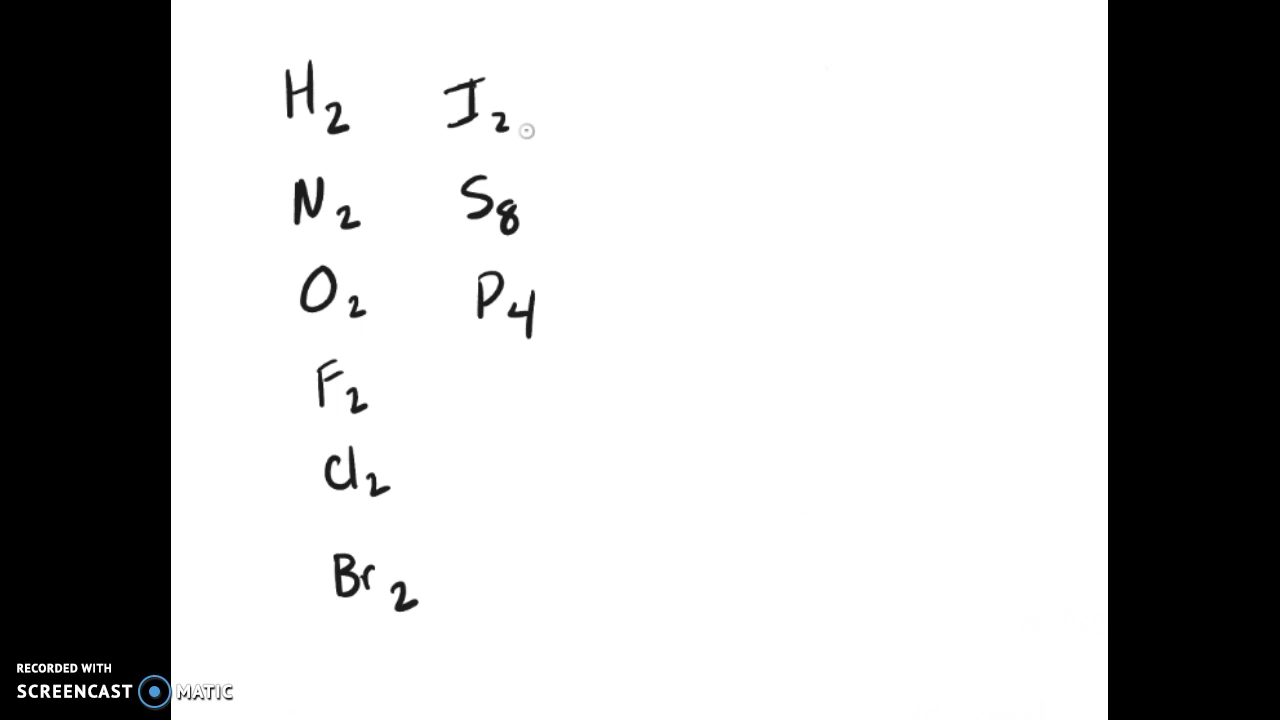 H2
N2
O2
F2
Cl2
Br2
I2
S8
P4
RECORDED WITH
SCREENCAST MATIC